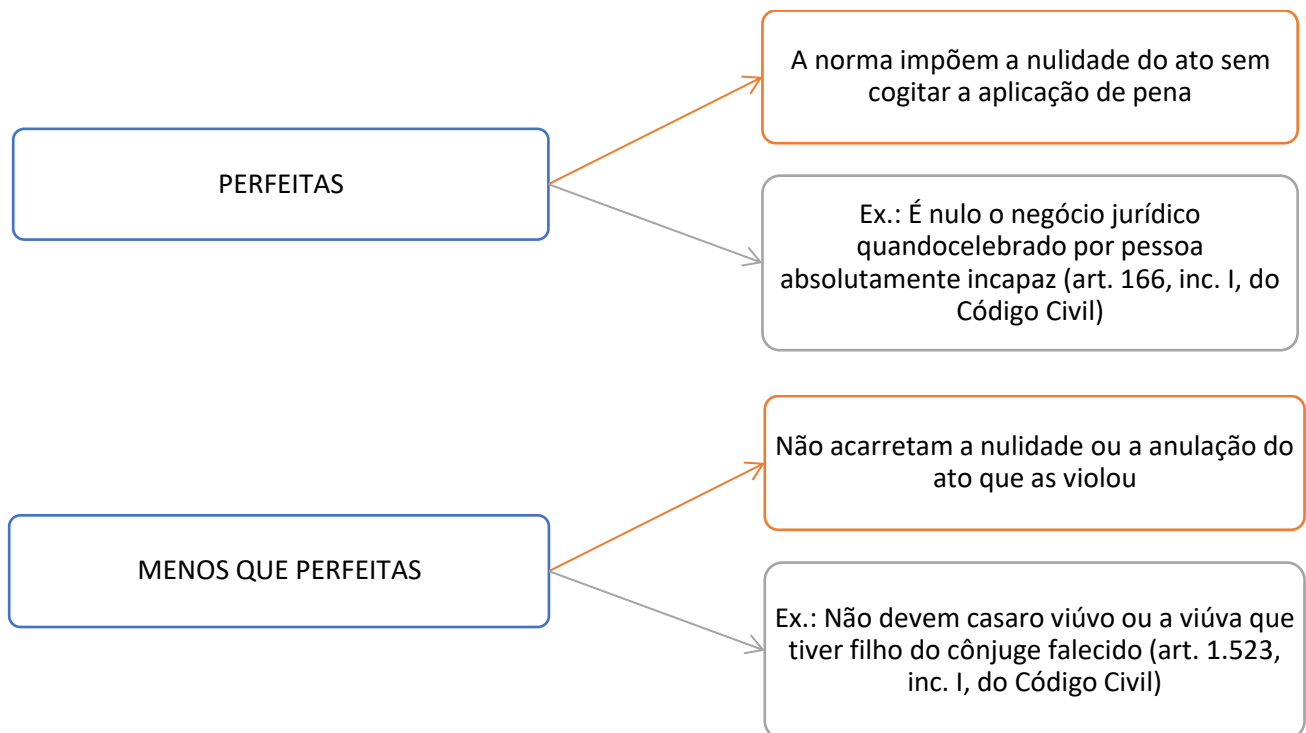 PERFEITAS
A norma impõem a nulidade do ato sem
cogitar a aplicação de pena
Ex.: É nulo o negócio jurídico
quandocelebrado por pessoa
absolutamente incapaz (art. 166, inc. I, do
Código Civil)
MENOS QUE PERFEITAS
Não acarretam a nulidade ou a anulação do
ato que as violou
Ex.: Não devem casaro viúvo ou a viúva que
tiver filho do cônjuge falecido (art. 1.523,
inc. I, do Código Civil)